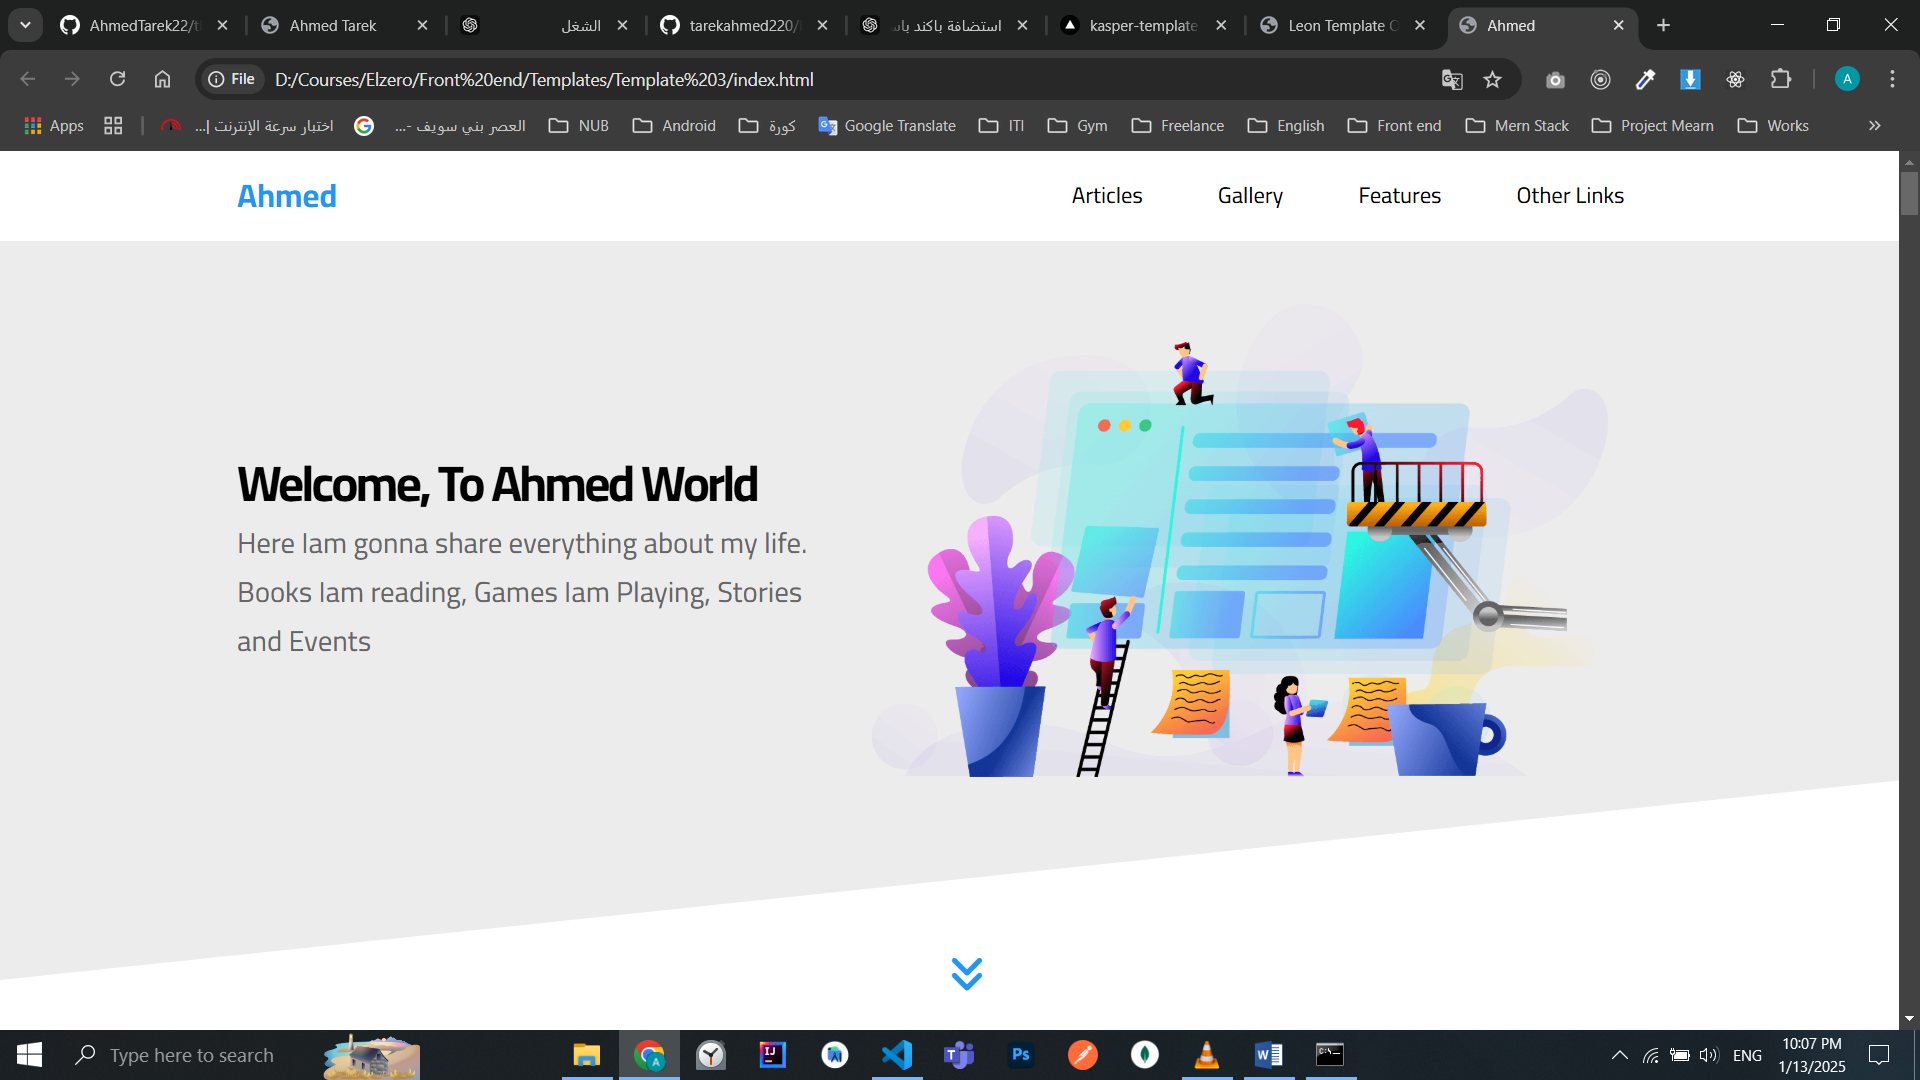 AhmedTarek22/t
Ahmed Tarek
الشغل
tarekahmed220/
استضافة باكند باس
kasper-template
Leon Template O
Ahmed
File
D:/Courses/Elzero/Front%20end/Templates/Template%203/index.html
A
Apps
اختبار سرعة الإنترنت |...
العصر بني سويف -...
NUB
Android
كورة
Google Translate
ITI
Gym
Freelance
English
Front end
Mern Stack
Project Mearn
Works
»
Ahmed
Articles
Gallery
Features
Other Links
Welcome, To Ahmed World
Here Iam gonna share everything about my life.
Books Iam reading, Games Iam Playing, Stories
and Events
Type here to search
ENG
10:07 PM
1/13/2025